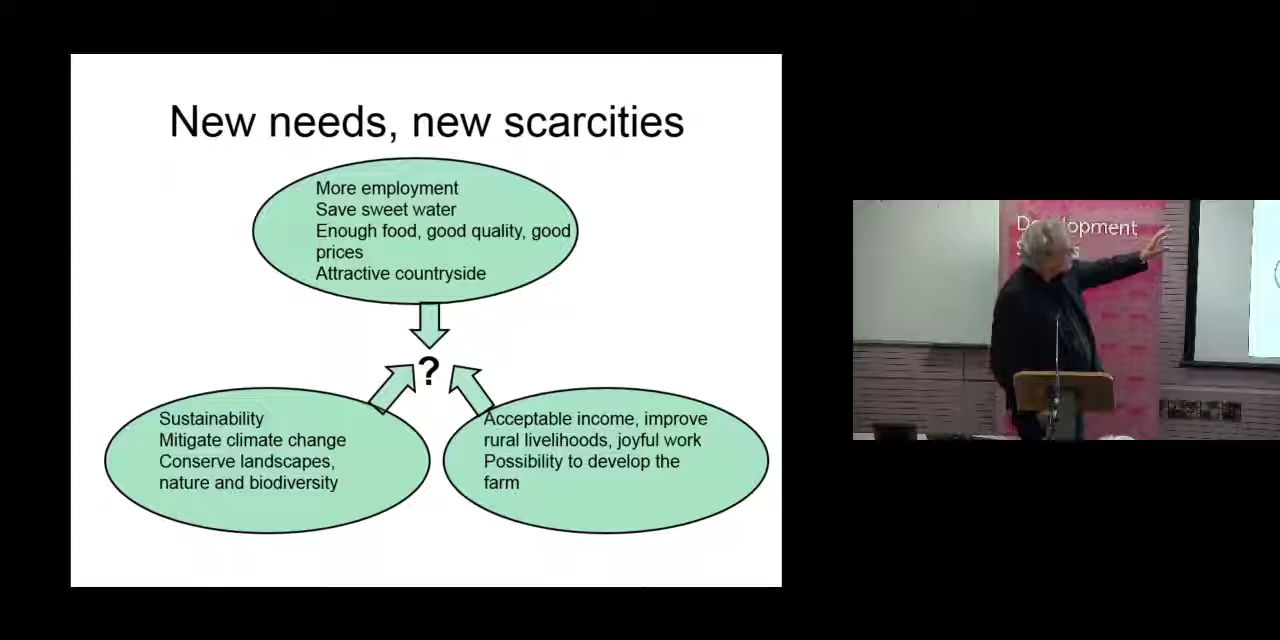 New needs, new scarcities
More employment
Save sweet water
Enough food, good quality, good
prices
Attractive countryside
?
Sustainability
Mitigate climate change
Conserve landscapes,
nature and biodiversity
Acceptable income, improve
rural livelihoods, joyful work
Possibility to develop the
farm
Development